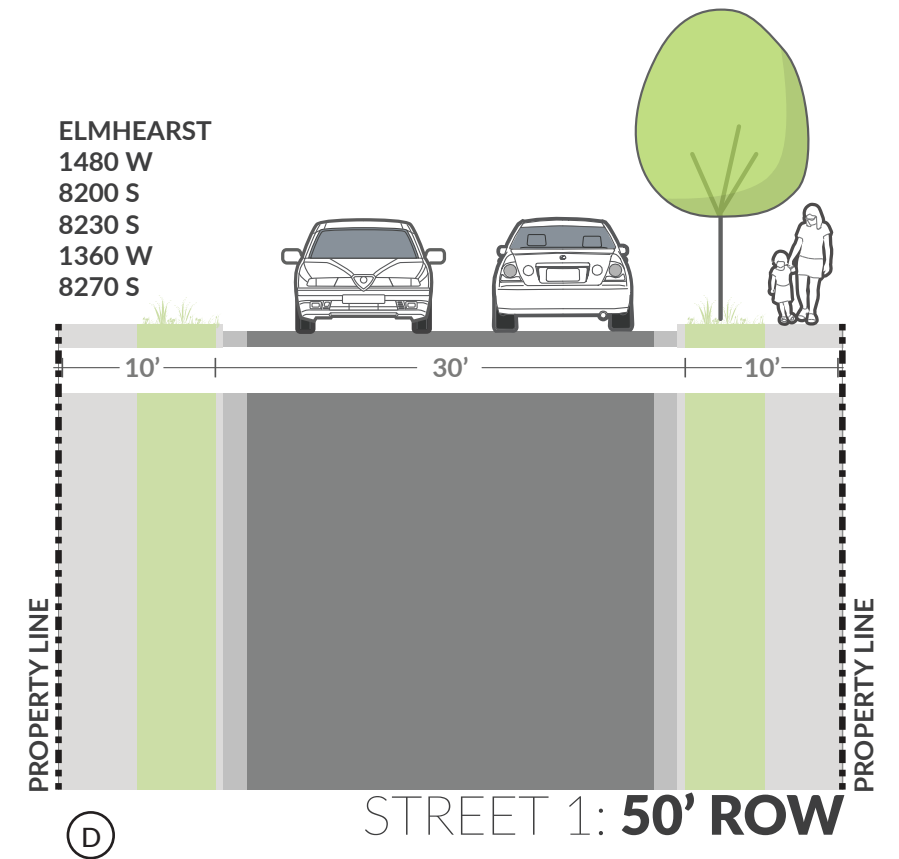 ELMHEARST
1480 W
8200 S
8230 S
1360 W
8270 S
10’
30’
10’
PROPERTY LINE
PROPERTY LINE
STREET 1: 50’ ROW
D